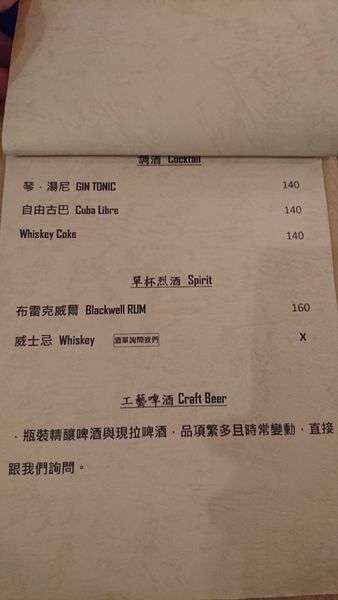 調酒 Cocktail
琴．湯尼 GIN TONIC 140
自由古巴 Cuba Libre 140
Whiskey Coke 140
單杯烈酒 Spirit
布雷克威爾 Blackwell RUM 160
威士忌 Whiskey 酒單詢問我們 X
工藝啤酒 Craft Beer
．瓶裝精釀啤酒與現拉啤酒．品項繁多且時常變動．直接
跟我們詢問。